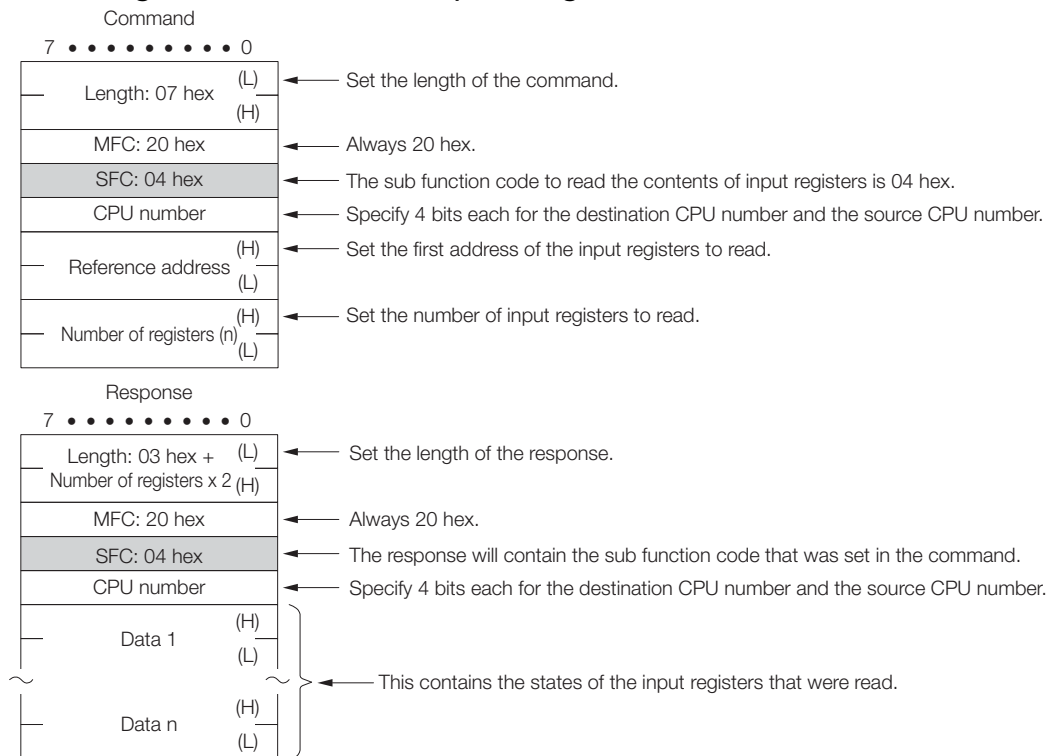 Command
7 • • • • • • • • • 0
Length: 07 hex (L) Set the length of the command.
(H)
MFC: 20 hex Always 20 hex.
SFC: 04 hex The sub function code to read the contents of input registers is 04 hex.
CPU number Specify 4 bits each for the destination CPU number and the source CPU number.
Reference address (H) Set the first address of the input registers to read.
(L)
Number of registers (n) (H) Set the number of input registers to read.
(L)
Response
7 • • • • • • • • • 0
Length: 03 hex + (L) Set the length of the response.
Number of registers x 2 (H)
MFC: 20 hex Always 20 hex.
SFC: 04 hex The response will contain the sub function code that was set in the command.
CPU number Specify 4 bits each for the destination CPU number and the source CPU number.
Data 1 (H)
(L)
This contains the states of the input registers that were read.
Data n (H)
(L)